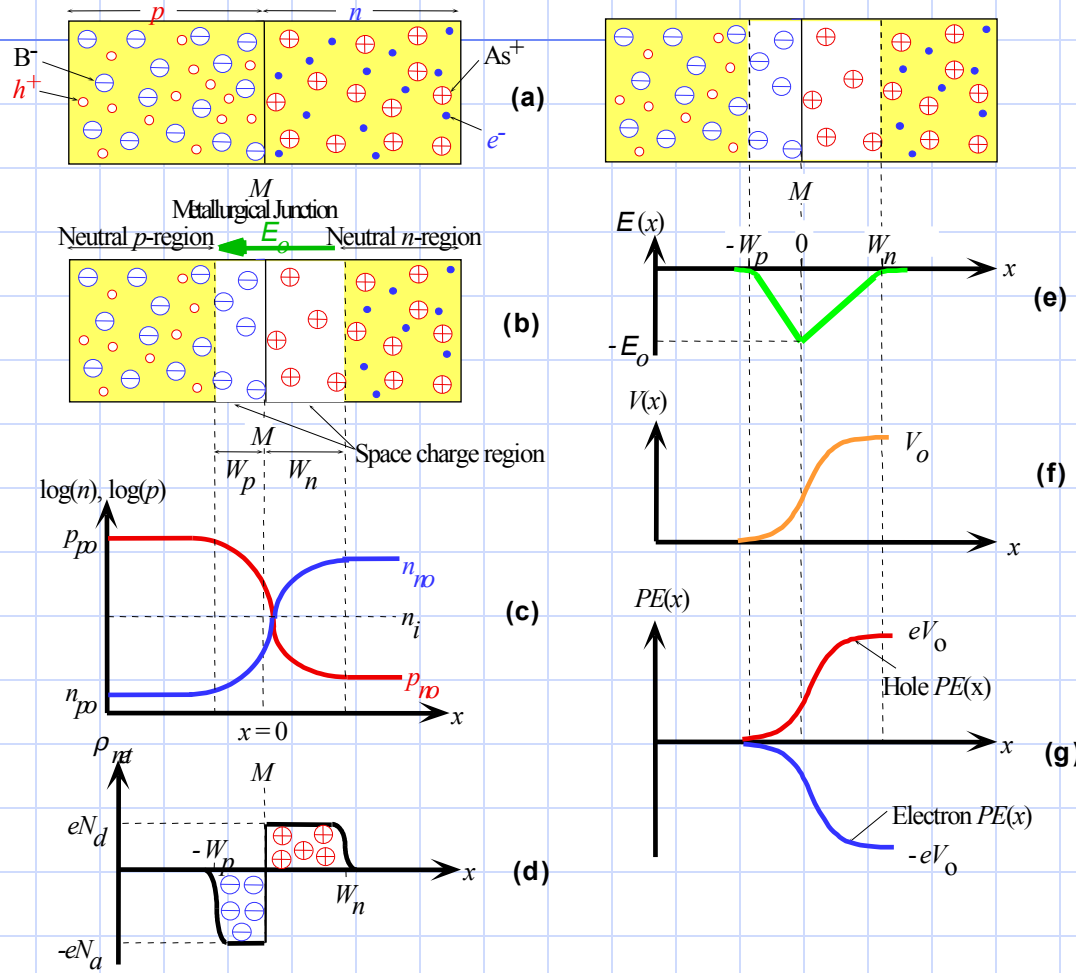 p n
B-
h+
As+
e-
(a)
M
Metallurgical Junction
Neutral p-region Eo Neutral n-region
(b)
M
Space charge region
Wp Wn
log(n), log(p)
ppo
nno
ni
(c)
pno
npo
x
x = 0
ρnet
M
eNd
-Wp
x
(d)
Wn
-eNa
M
E(x)
-Wp 0 Wn
x
(e)
-Eo
V(x)
Vo
(f)
x
PE(x)
eVo
Hole PE(x)
x
(g)
Electron PE(x)
-eVo